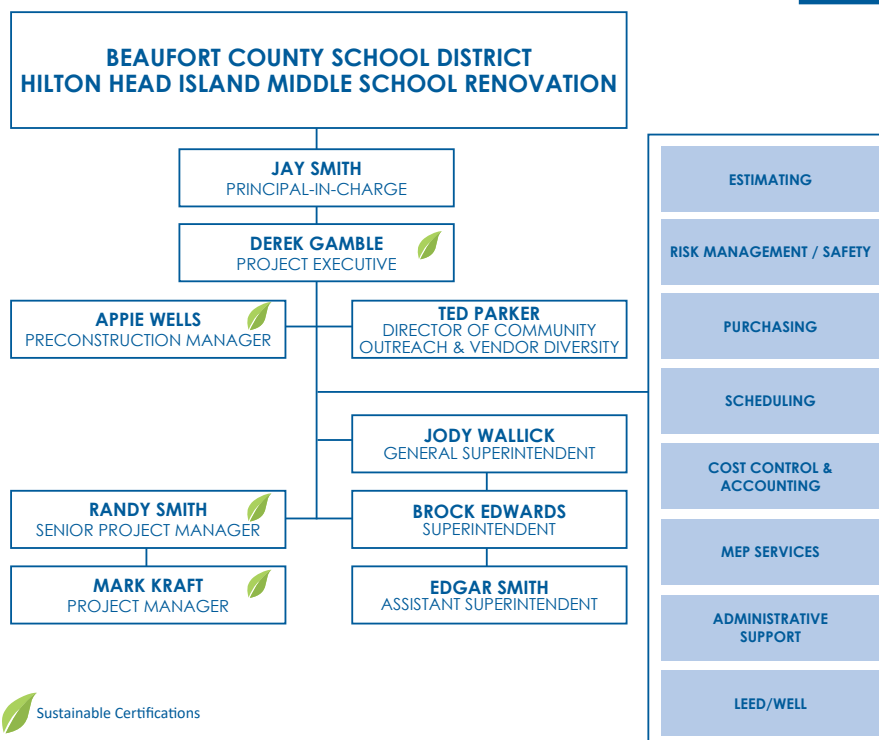 BEAUFORT COUNTY SCHOOL DISTRICT
HILTON HEAD ISLAND MIDDLE SCHOOL RENOVATION
JAY SMITH
PRINCIPAL-IN-CHARGE
DEREK GAMBLE
PROJECT EXECUTIVE
APPIE WELLS
PRECONSTRUCTION MANAGER
TED PARKER
DIRECTOR OF COMMUNITY
OUTREACH & VENDOR DIVERSITY
JODY WALLICK
GENERAL SUPERINTENDENT
RANDY SMITH
SENIOR PROJECT MANAGER
BROCK EDWARDS
SUPERINTENDENT
MARK KRAFT
PROJECT MANAGER
EDGAR SMITH
ASSISTANT SUPERINTENDENT
ESTIMATING
RISK MANAGEMENT / SAFETY
PURCHASING
SCHEDULING
COST CONTROL &
ACCOUNTING
MEP SERVICES
ADMINISTRATIVE
SUPPORT
LEED/WELL
Sustainable Certifications